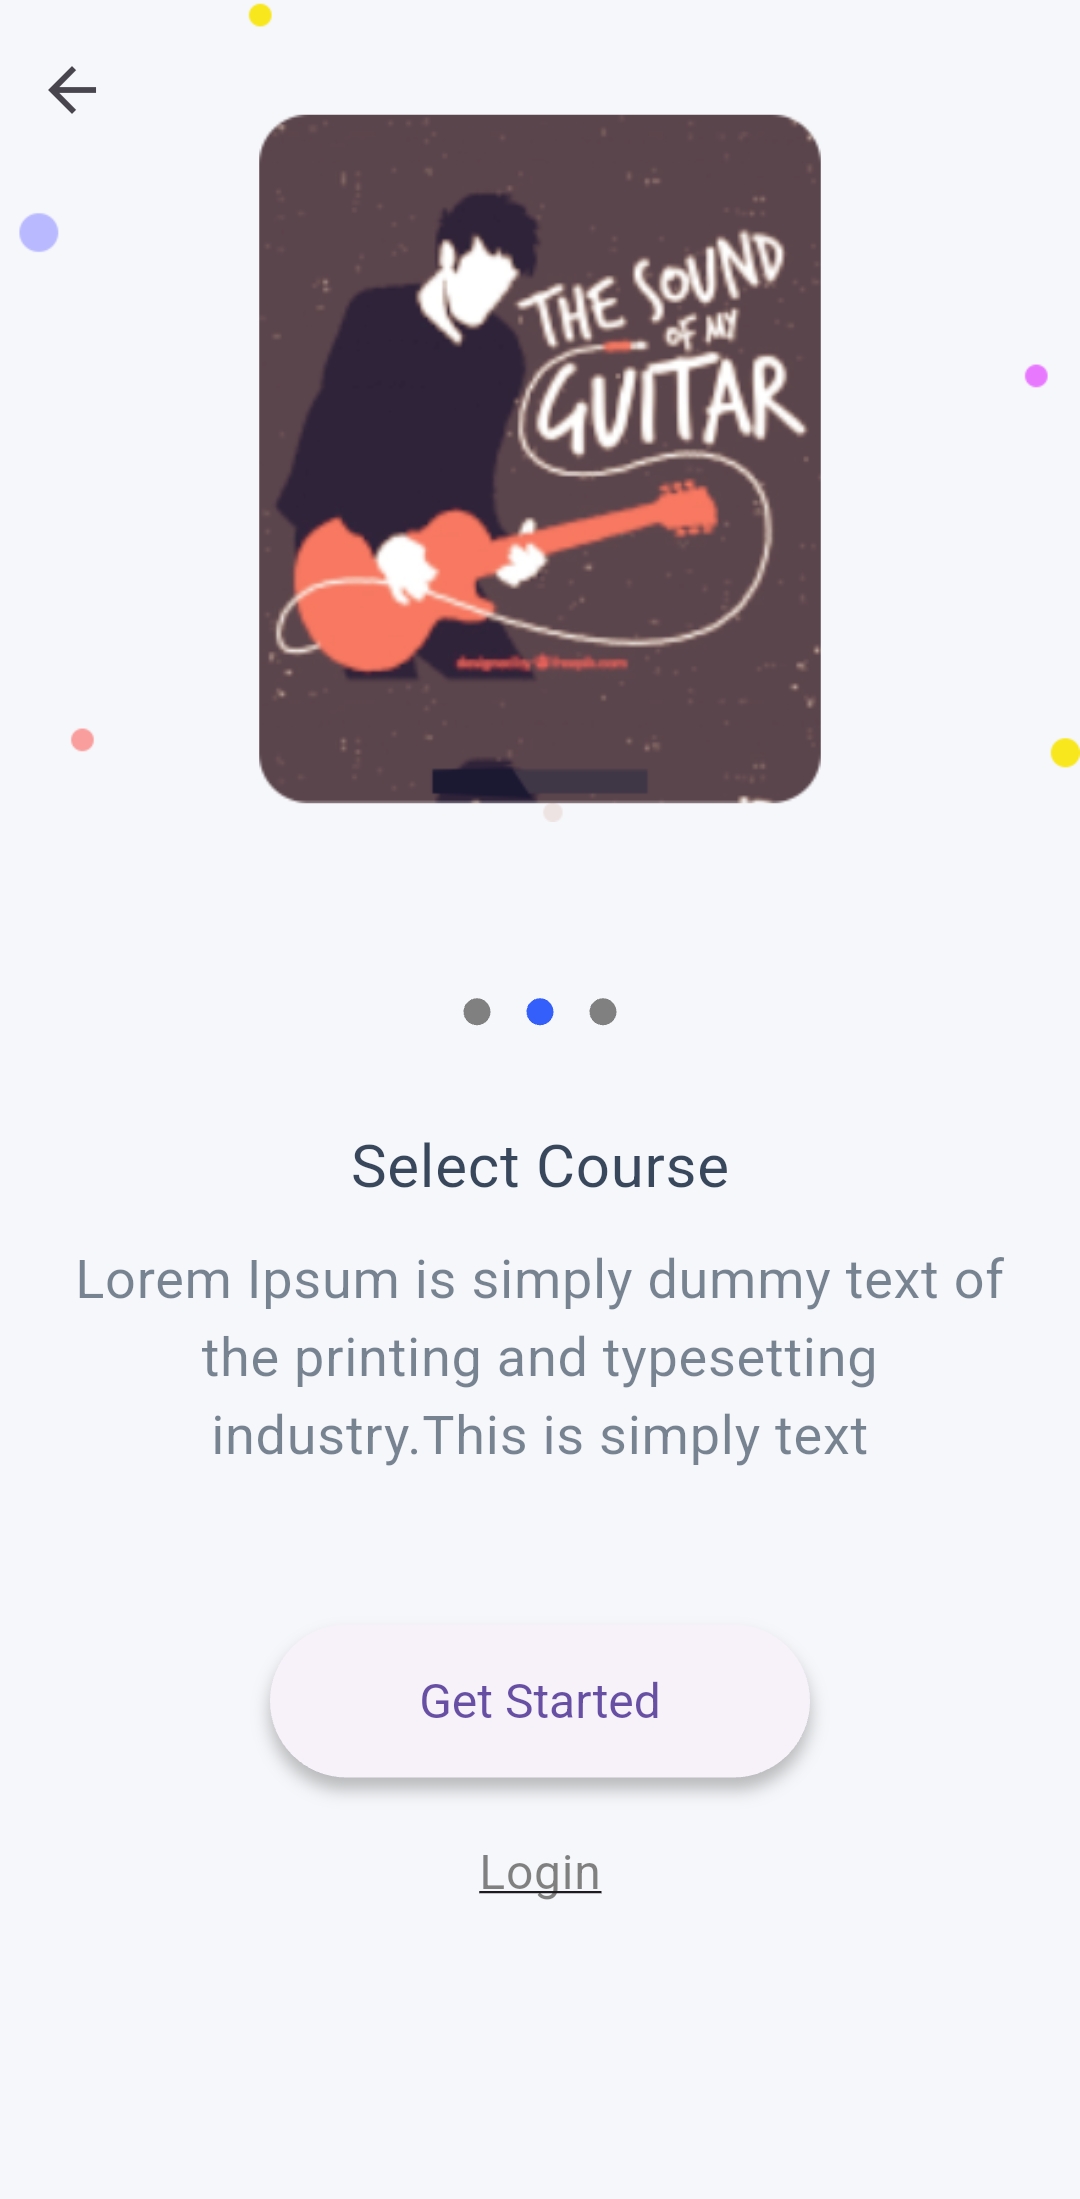 THE SOUND
OF MY
GUITAR
Select Course
Lorem Ipsum is simply dummy text of
the printing and typesetting
industry.This is simply text
Get Started
Login